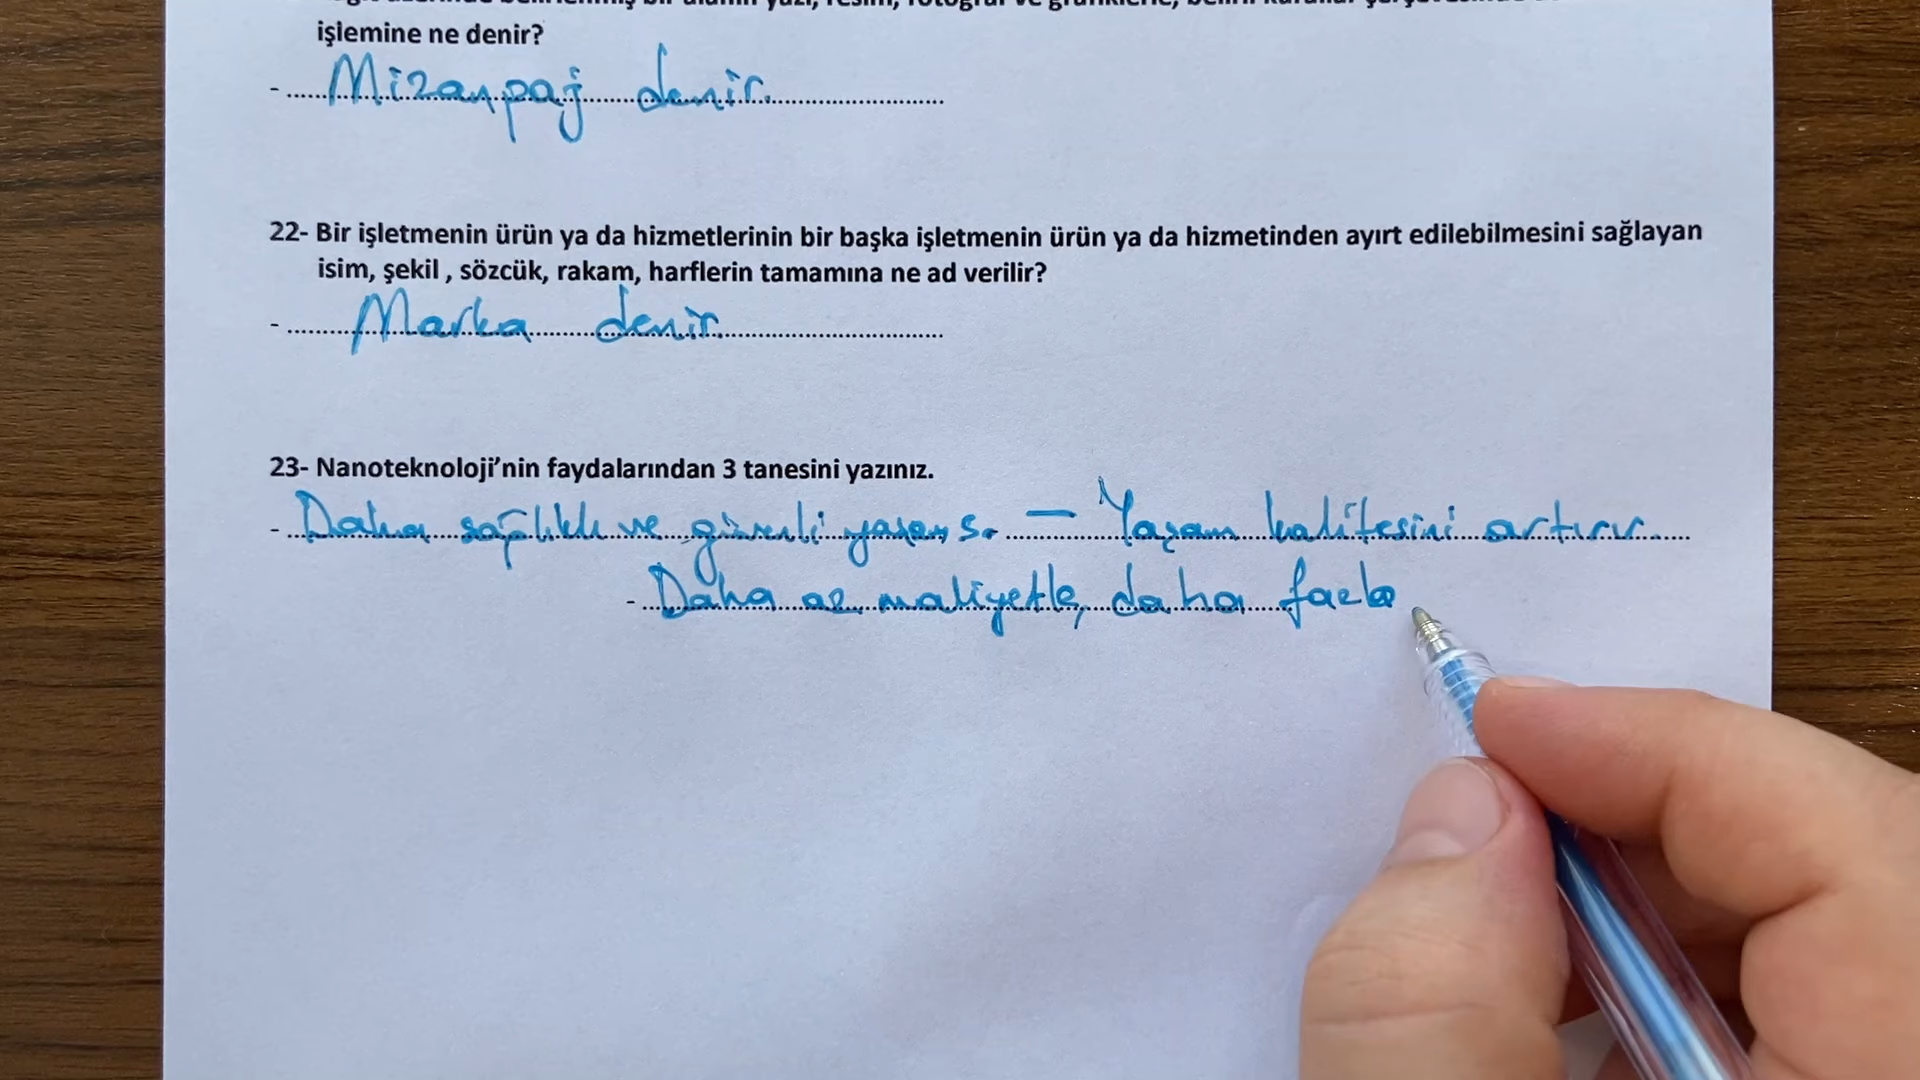 işlemine ne denir?
- Mizanpaj denir.
22- Bir işletmenin ürün ya da hizmetlerinin bir başka işletmenin ürün ya da hizmetinden ayırt edilebilmesini sağlayan
isim, şekil , sözcük, rakam, harflerin tamamına ne ad verilir?
- Marka denir.
23- Nanoteknoloji’nin faydalarından 3 tanesini yazınız.
- Daha sağlıklı ve güvenli yaşam s. — Yaşam kalitesini artırır.
- Daha az maliyetle, daha fazla